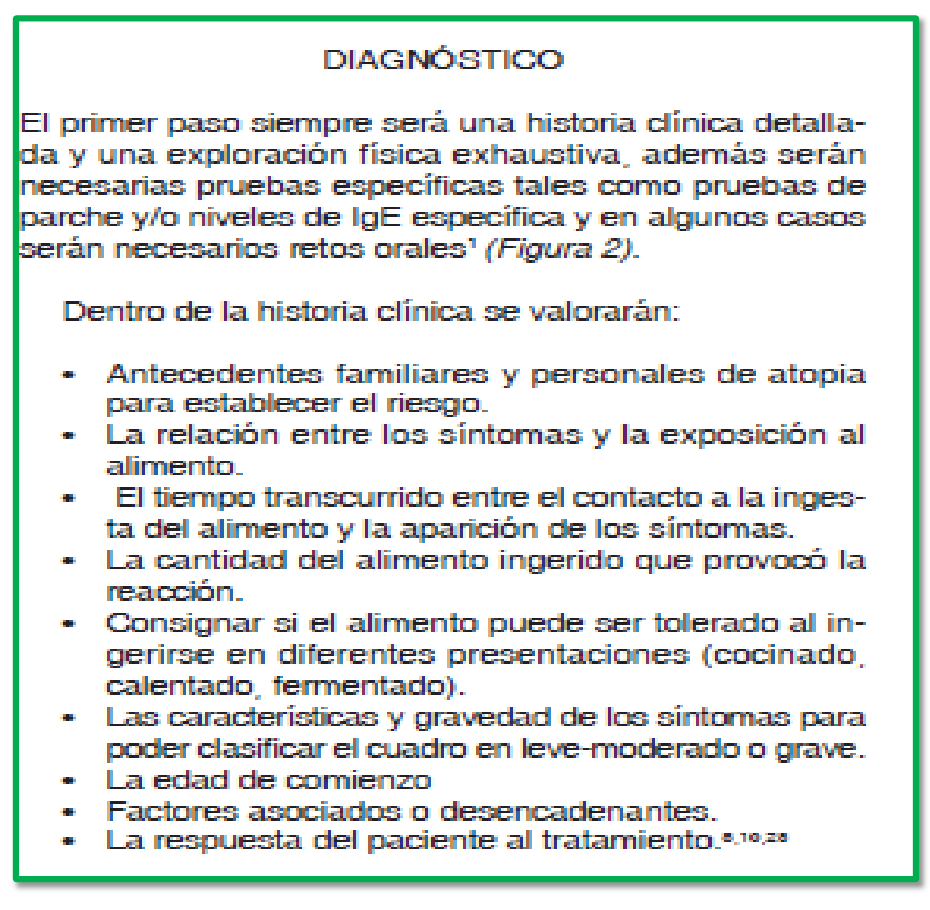 DIAGNÓSTICO
El primer paso siempre será una historia clínica detalla-
da y una exploración física exhaustiva, además serán
necesarias pruebas específicas tales como pruebas de
parche y/o niveles de IgE específica y en algunos casos
serán necesarios retos orales¹ (Figura 2).
Dentro de la historia clínica se valorarán:
• Antecedentes familiares y personales de atopia
para establecer el riesgo.
• La relación entre los síntomas y la exposición al
alimento.
• El tiempo transcurrido entre el contacto a la inges-
ta del alimento y la aparición de los síntomas.
• La cantidad del alimento ingerido que provocó la
reacción.
• Consignar si el alimento puede ser tolerado al in-
gerirse en diferentes presentaciones (cocinado,
calentado, fermentado).
• Las características y gravedad de los síntomas para
poder clasificar el cuadro en leve-moderado o grave.
• La edad de comienzo
• Factores asociados o desencadenantes.
• La respuesta del paciente al tratamiento.